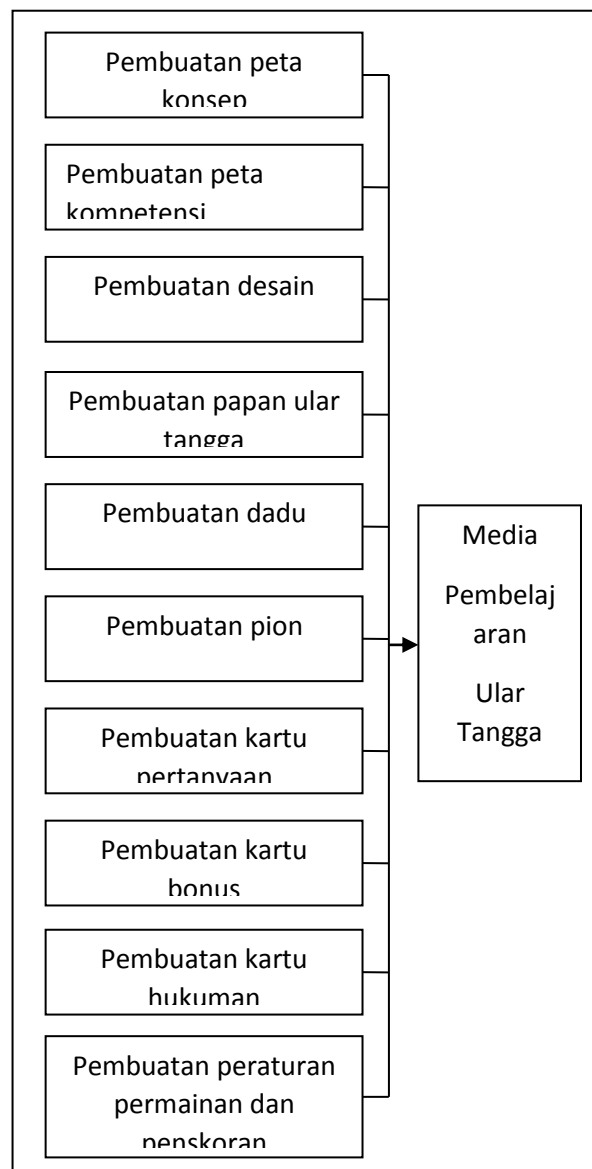 Pembuatan peta
konsep
Pembuatan peta
kompetensi
Pembuatan desain
Pembuatan papan ular
tangga
Pembuatan dadu
Pembuatan pion
Pembuatan kartu
pertanyaan
Pembuatan kartu
bonus
Pembuatan kartu
hukuman
Pembuatan peraturan
permainan dan
penskoran
Media
Pembelaj
aran
Ular
Tangga